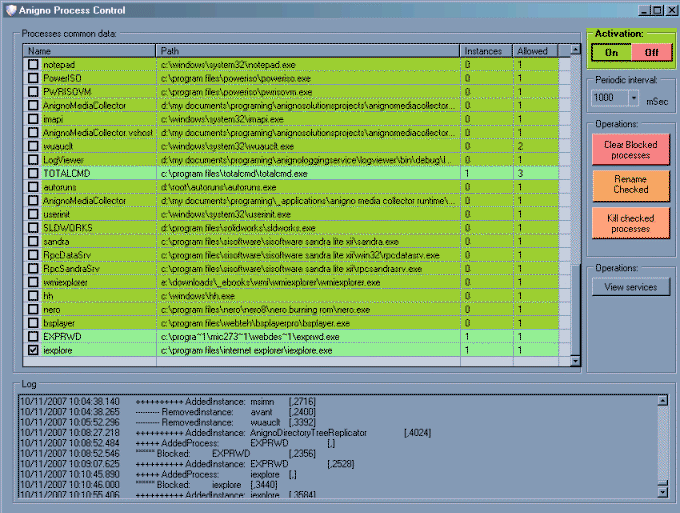 Anigno Process Control
Processes common data:
Name Path Instances Allowed
notepad c:\windows\system32\notepad.exe 0 1
PowerISO c:\program files\poweriso\poweriso.exe 0 1
PWRISOVM c:\program files\poweriso\pwrisovm.exe 0 1
AnignoMediaCollector d:\my documents\programing\anignosolutionsprojects\anignomediacollector... 0 1
imapi c:\windows\system32\imapi.exe 0 1
AnignoMediaCollector.vshost d:\my documents\programing\anignosolutionsprojects\anignomediacollector... 0 1
wuauclt c:\windows\system32\wuauclt.exe 0 2
LogViewer d:\my documents\programing\anignologgingservice\logviewer\bin\debug\l... 0 1
TOTALCMD c:\program files\totalcmd\totalcmd.exe 1 3
autoruns d:\root\autoruns\autoruns.exe 0 1
AnignoMediaCollector d:\my documents\programing\_applications\anigno media collector runtime\... 0 1
userinit c:\windows\system32\userinit.exe 0 1
SLDWORKS d:\program files\solidworks\sldworks.exe 0 1
sandra c:\program files\sisoftware\sisoftware sandra lite xii\sandra.exe 0 1
RpcDataSrv c:\program files\sisoftware\sisoftware sandra lite xii\win32\rpcdatasrv.exe 0 1
RpcSandraSrv c:\program files\sisoftware\sisoftware sandra lite xii\rpcsandrasrv.exe 0 1
wmiexplorer e:\downloads\_ebooks\wmi\wmiexplorer\wmiexplorer.exe 0 1
hh c:\windows\hh.exe 0 1
nero c:\program files\nero\nero8\nero burning rom\nero.exe 0 1
bsplayer c:\program files\webteh\bsplayerpro\bsplayer.exe 0 1
EXPRWD c:\progra~1\mic273~1\webdes~1\exprwd.exe 1 1
iexplore c:\program files\internet explorer\iexplore.exe 1 1
Activation:
On Off
Periodic interval:
1000 mSec
Operations:
Clear Blocked
processes
Rename
Checked
Kill checked
processes
Operations:
View services
Log
10/11/2007 10:04:38.140 ++++++++++ AddedInstance: msimn [,2716]
10/11/2007 10:04:38.265 ---------- RemovedInstance: avant [,2400]
10/11/2007 10:05:52.296 ---------- RemovedInstance: wuauclt [,3392]
10/11/2007 10:08:27.218 ++++++++++ AddedInstance: AnignoDirectoryTreeReplicator [,4024]
10/11/2007 10:08:52.484 +++++ AddedProcess: EXPRWD [,]
10/11/2007 10:08:52.546 """""" Blocked: EXPRWD [,2356]
10/11/2007 10:09:07.625 ++++++++++ AddedInstance: EXPRWD [,2528]
10/11/2007 10:10:45.890 +++++ AddedProcess: iexplore [,]
10/11/2007 10:10:46.000 """""" Blocked: iexplore [,3440]
10/11/2007 10:10:55.406 ++++++++++ AddedInstance: iexplore [,3584]